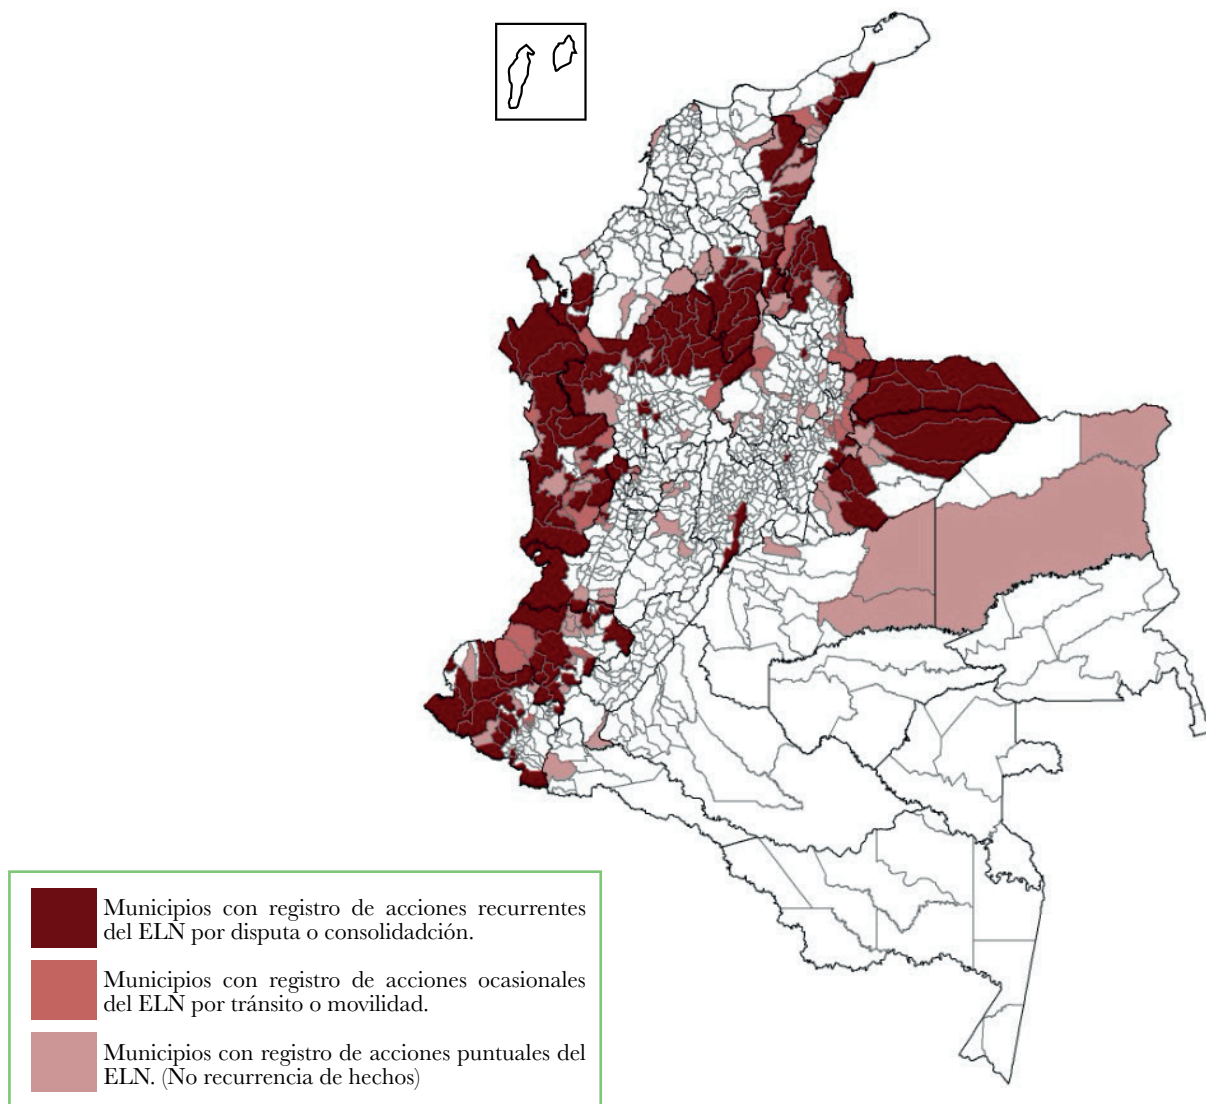 Municipios con registro de acciones recurrentes
del ELN por disputa o consolidadción.
Municipios con registro de acciones ocasionales
del ELN por tránsito o movilidad.
Municipios con registro de acciones puntuales del
ELN. (No recurrencia de hechos)